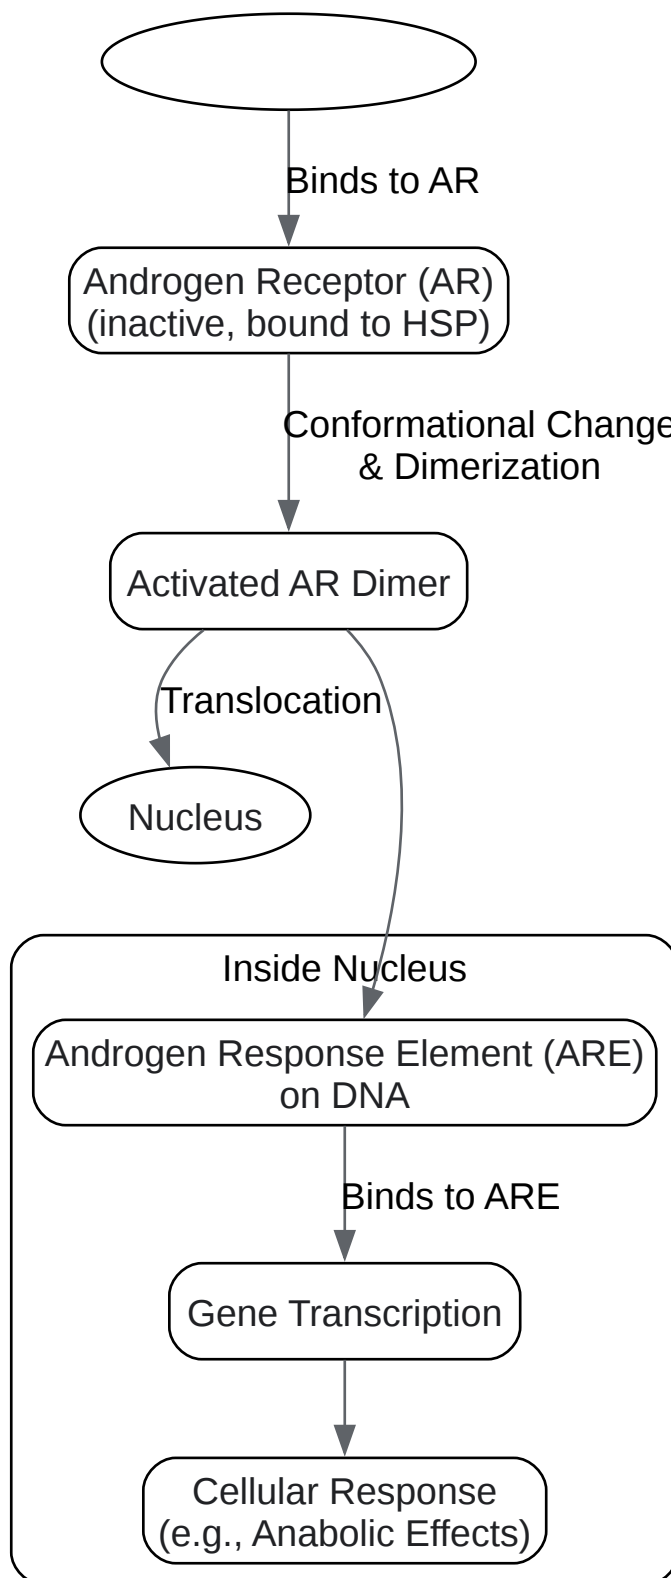 Binds to AR
Androgen Receptor (AR)
(inactive, bound to HSP)
Conformational Change
& Dimerization
Activated AR Dimer
Translocation
Nucleus
Inside Nucleus
Androgen Response Element (ARE)
on DNA
Binds to ARE
Gene Transcription
Cellular Response
(e.g., Anabolic Effects)